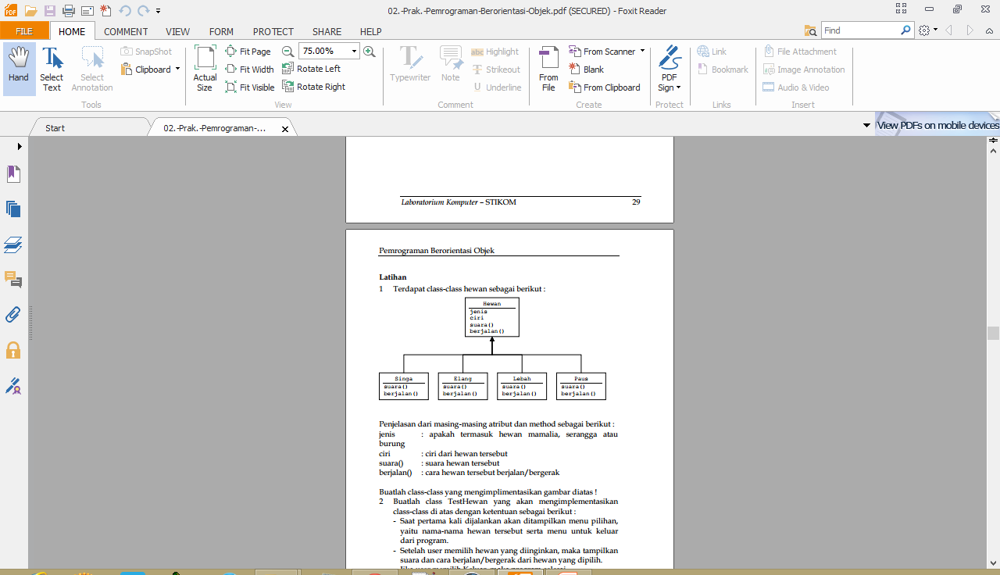 02.-Prak.-Pemrograman-Berorientasi-Objek.pdf (SECURED) - Foxit Reader
FILE HOME COMMENT VIEW FORM PROTECT SHARE HELP
Find
Hand
Select Text
Select Annotation
SnapShot
Clipboard
Tools
Actual Size
Fit Page
Fit Width
Fit Visible
75.00%
Rotate Left
Rotate Right
View
Typewriter
Note
Highlight
Strikeout
Underline
Comment
From File
From Scanner
Blank
From Clipboard
Create
PDF Sign
Protect
Link
Bookmark
Links
File Attachment
Image Annotation
Audio & Video
Insert
Start
02.-Prak.-Pemrograman-...
View PDFs on mobile devices
Laboratorium Komputer – STIKOM 29
Pemrograman Berorientasi Objek
Latihan
1 Terdapat class-class hewan sebagai berikut :
Hewan
jenis
ciri
suara()
berjalan()
Singa
suara()
berjalan()
Elang
suara()
berjalan()
Lebah
suara()
berjalan()
Paus
suara()
berjalan()
Penjelasan dari masing-masing atribut dan method sebagai berikut :
jenis : apakah termasuk hewan mamalia, serangga atau
burung
ciri : ciri dari hewan tersebut
suara() : suara hewan tersebut
berjalan() : cara hewan tersebut berjalan/bergerak
Buatlah class-class yang mengimplimentasikan gambar diatas !
2 Buatlah class TestHewan yang akan mengimplementasikan
class-class di atas dengan ketentuan sebagai berikut :
- Saat pertama kali dijalankan akan ditampilkan menu pilihan,
yaitu nama-nama hewan tersebut serta menu untuk keluar
dari program.
- Setelah user memilih hewan yang diinginkan, maka tampilkan
suara dan cara berjalan/bergerak dari hewan yang dipilih.